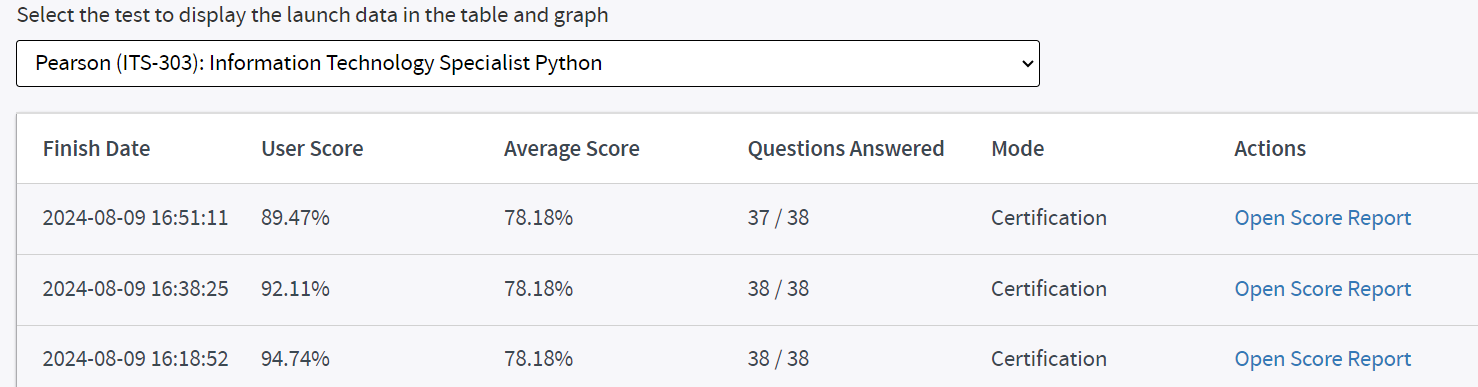 Select the test to display the launch data in the table and graph
Pearson (ITS-303): Information Technology Specialist Python
Finish Date User Score Average Score Questions Answered Mode Actions
2024-08-09 16:51:11 89.47% 78.18% 37 / 38 Certification Open Score Report
2024-08-09 16:38:25 92.11% 78.18% 38 / 38 Certification Open Score Report
2024-08-09 16:18:52 94.74% 78.18% 38 / 38 Certification Open Score Report